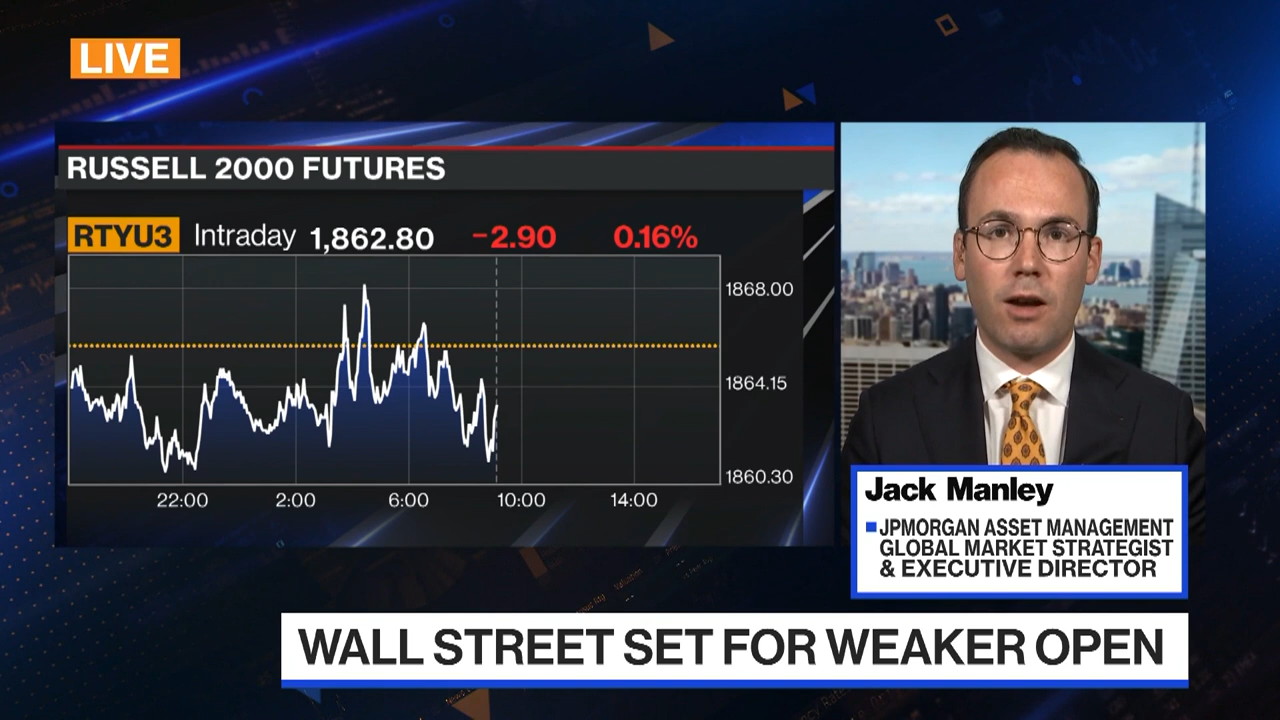 LIVE
RUSSELL 2000 FUTURES
RTYU3 Intraday 1,862.80 -2.90 0.16%
1868.00
1864.15
1860.30
22:00 2:00 6:00 10:00 14:00
Jack Manley
JPMORGAN ASSET MANAGEMENT
GLOBAL MARKET STRATEGIST
& EXECUTIVE DIRECTOR
WALL STREET SET FOR WEAKER OPEN